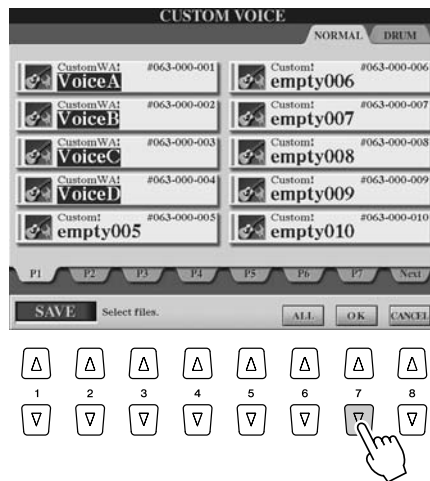 CUSTOM VOICE
NORMAL DRUM
CustomWA! #063-000-001
VoiceA
Custom! #063-000-006
empty006
CustomWA! #063-000-002
VoiceB
Custom! #063-000-007
empty007
CustomWA! #063-000-003
VoiceC
Custom! #063-000-008
empty008
CustomWA! #063-000-004
VoiceD
Custom! #063-000-009
empty009
Custom! #063-000-005
empty005
Custom! #063-000-010
empty010
P1 P2 P3 P4 P5 P6 P7 Next
SAVE Select files. ALL OK CANCEL
1 2 3 4 5 6 7 8